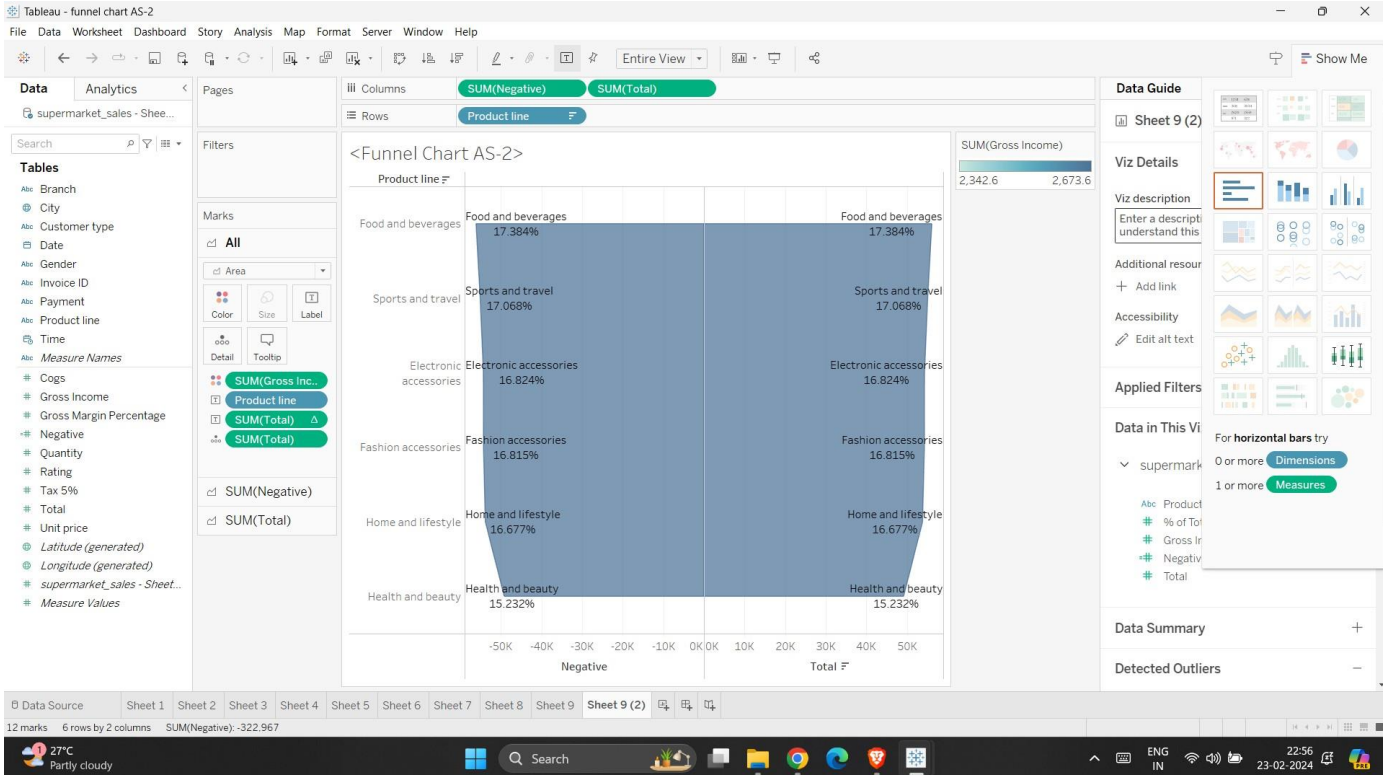 Tableau - funnel chart AS-2
File Data Worksheet Dashboard Story Analysis Map Format Server Window Help
Entire View
Show Me
Data Analytics
supermarket_sales - Shee...
Search
Tables
Abc Branch
City
Abc Customer type
Date
Abc Gender
Abc Invoice ID
Abc Payment
Abc Product line
Time
Abc Measure Names
# Cogs
# Gross Income
# Gross Margin Percentage
# Negative
# Quantity
# Rating
# Tax 5%
# Total
# Unit price
Latitude (generated)
Longitude (generated)
# supermarket_sales - Sheet...
# Measure Values
Pages
Filters
Marks
All
Area
Color Size Label
Detail Tooltip
SUM(Gross Inc..
Product line
SUM(Total) Δ
SUM(Total)
SUM(Negative)
SUM(Total)
Columns SUM(Negative) SUM(Total)
Rows Product line
<Funnel Chart AS-2>
Product line
Food and beverages
Food and beverages
17.384%
Food and beverages
17.384%
Sports and travel
Sports and travel
17.068%
Sports and travel
17.068%
Electronic
accessories
Electronic accessories
16.824%
Electronic accessories
16.824%
Fashion accessories
Fashion accessories
16.815%
Fashion accessories
16.815%
Home and lifestyle
Home and lifestyle
16.677%
Home and lifestyle
16.677%
Health and beauty
Health and beauty
15.232%
Health and beauty
15.232%
-50K -40K -30K -20K -10K 0K 0K 10K 20K 30K 40K 50K
Negative Total
SUM(Gross Income)
2,342.6 2,673.6
Data Guide
Sheet 9 (2)
Viz Details
Viz description
Enter a descripti
understand this
Additional resour
+ Add link
Accessibility
Edit alt text
Applied Filters
Data in This Vi
supermark
Abc Product
# % of Tot
# Gross In
# Negativ
# Total
Data Summary +
Detected Outliers −
For horizontal bars try
0 or more Dimensions
1 or more Measures
Data Source Sheet 1 Sheet 2 Sheet 3 Sheet 4 Sheet 5 Sheet 6 Sheet 7 Sheet 8 Sheet 9 Sheet 9 (2)
12 marks 6 rows by 2 columns SUM(Negative): -322,967
1
27°C
Partly cloudy
Search
ENG
IN
22:56
23-02-2024
PRE